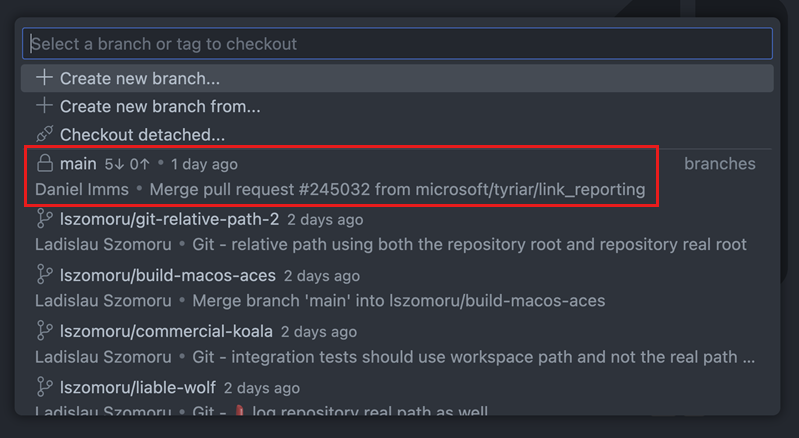 Select a branch or tag to checkout
Create new branch...
Create new branch from...
Checkout detached...
main 5↓ 0↑ • 1 day ago branches
Daniel Imms • Merge pull request #245032 from microsoft/tyriar/link_reporting
lszomoru/git-relative-path-2 2 days ago
Ladislau Szomoru • Git - relative path using both the repository root and repository real root
lszomoru/build-macos-aces 2 days ago
Ladislau Szomoru • Merge branch 'main' into lszomoru/build-macos-aces
lszomoru/commercial-koala 2 days ago
Ladislau Szomoru • Git - integration tests should use workspace path and not the real path ...
lszomoru/liable-wolf 2 days ago
Ladislau Szomoru • Git - log repository real path as well